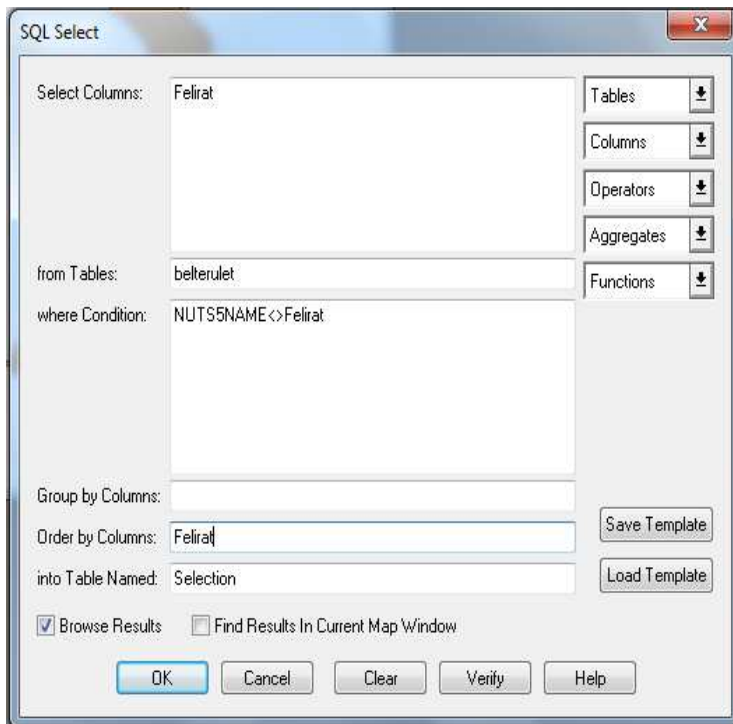 SQL Select
Select Columns: Felirat
Tables
Columns
Operators
Aggregates
from Tables: belterulet
Functions
where Condition: NUTS5NAME<>Felirat
Group by Columns:
Save Template
Order by Columns: Felirat
into Table Named: Selection
Load Template
Browse Results Find Results In Current Map Window
OK Cancel Clear Verify Help